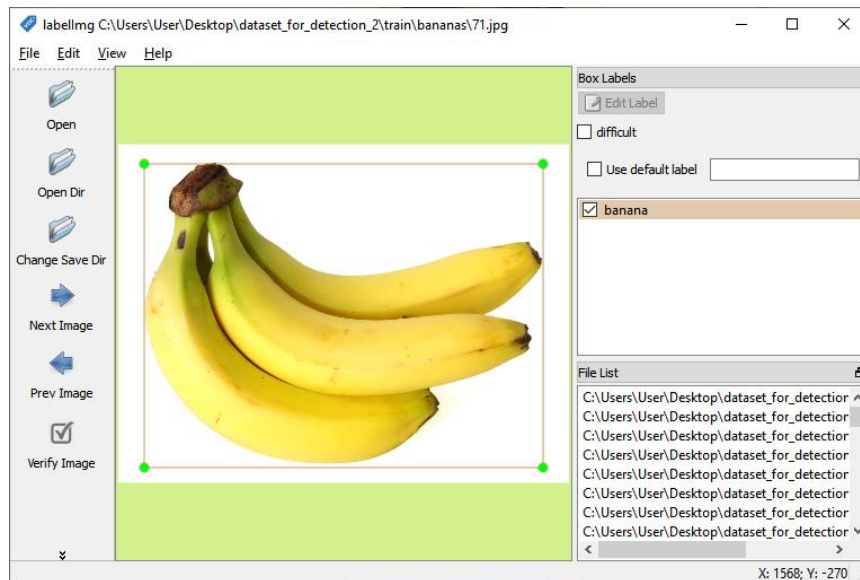 labelImg C:\Users\User\Desktop\dataset_for_detection_2\train\bananas\71.jpg
File Edit View Help
Open
Open Dir
Change Save Dir
Next Image
Prev Image
Verify Image
Box Labels
Edit Label
difficult
Use default label
banana
File List
C:\Users\User\Desktop\dataset_for_detection
C:\Users\User\Desktop\dataset_for_detection
C:\Users\User\Desktop\dataset_for_detection
C:\Users\User\Desktop\dataset_for_detection
C:\Users\User\Desktop\dataset_for_detection
C:\Users\User\Desktop\dataset_for_detection
C:\Users\User\Desktop\dataset_for_detection
C:\Users\User\Desktop\dataset_for_detection
X: 1568; Y: -270